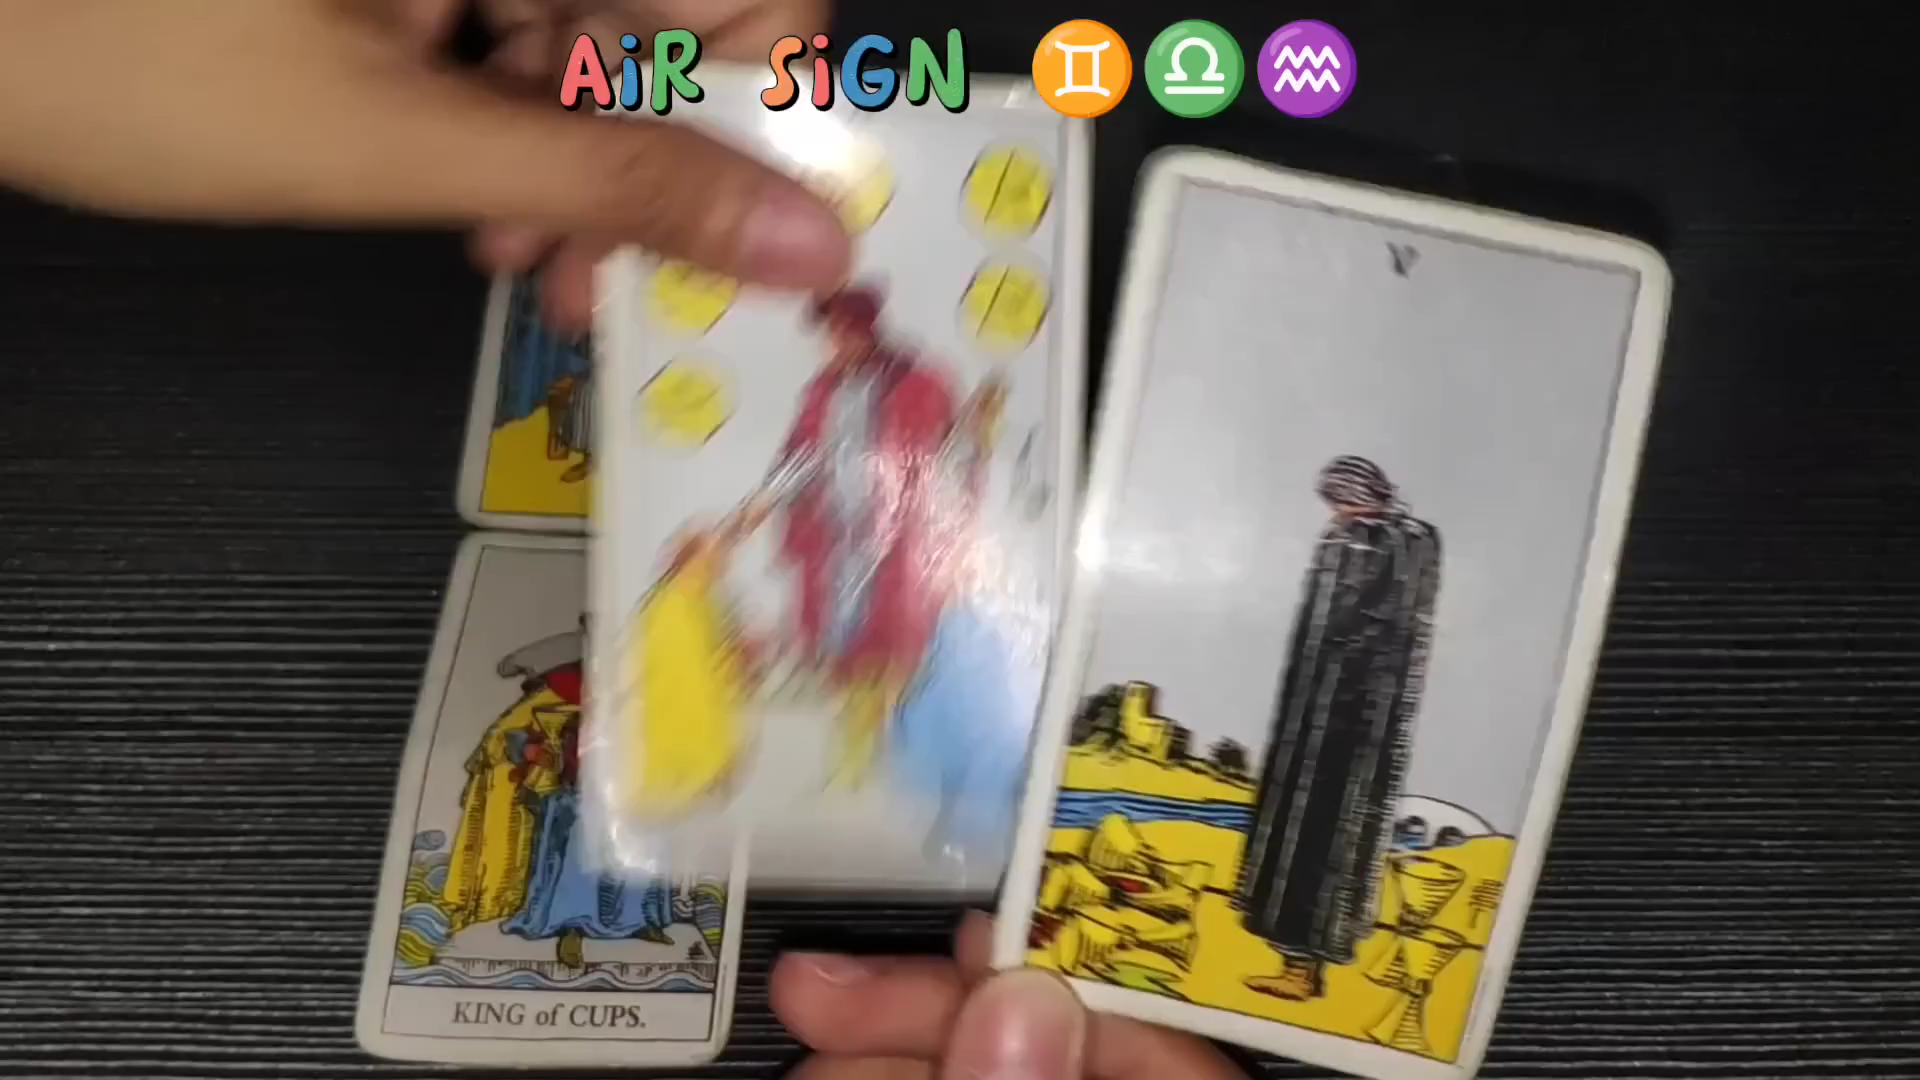 AiR SiGN ♊♎♒
V
KING of CUPS.